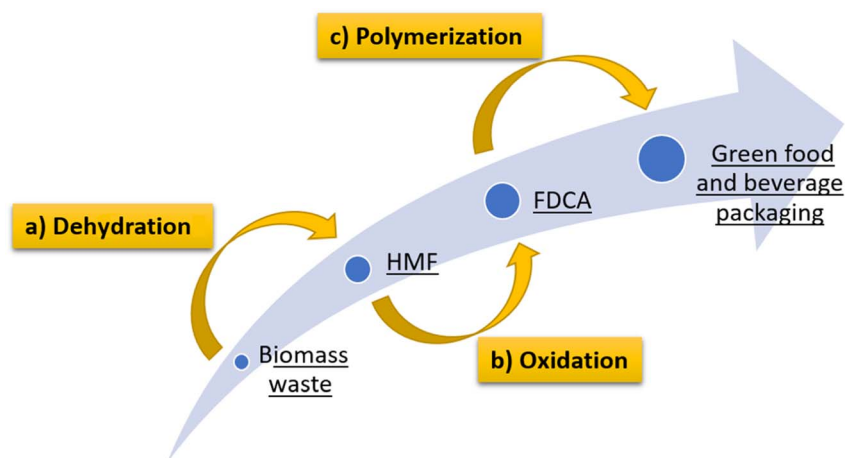 c) Polymerization
Green food
and beverage
packaging
FDCA
a) Dehydration
HMF
b) Oxidation
Biomass
waste